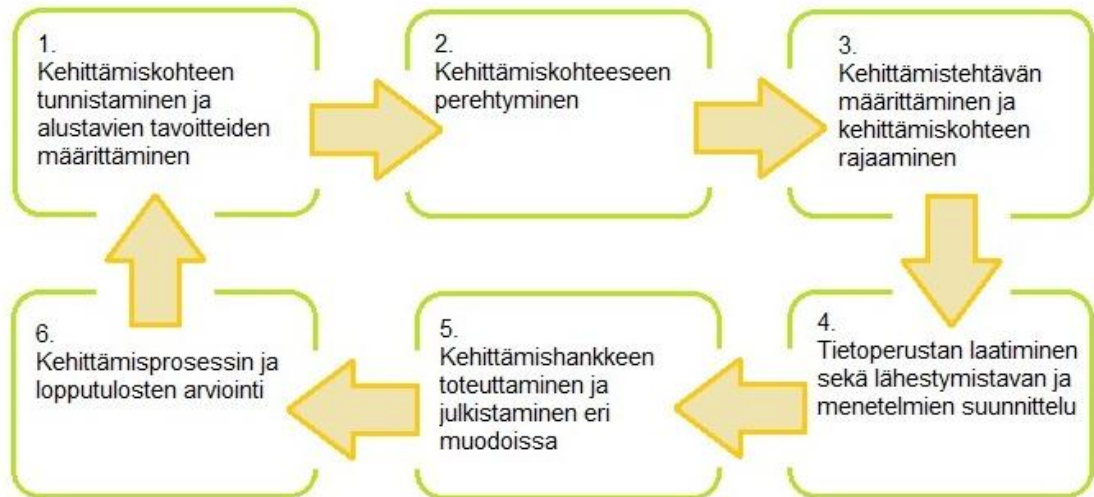 1.
Kehittämiskohteen
tunnistaminen ja
alustavien tavoitteiden
määrittäminen
2.
Kehittämiskohteeseen
perehtyminen
3.
Kehittämistehtävän
määrittäminen ja
kehittämiskohteen
rajaaminen
4.
Tietoperustan laatiminen
sekä lähestymistavan ja
menetelmien suunnittelu
5.
Kehittämishankkeen
toteuttaminen ja
julkistaminen eri
muodoissa
6.
Kehittämisprosessin ja
lopputulosten arviointi